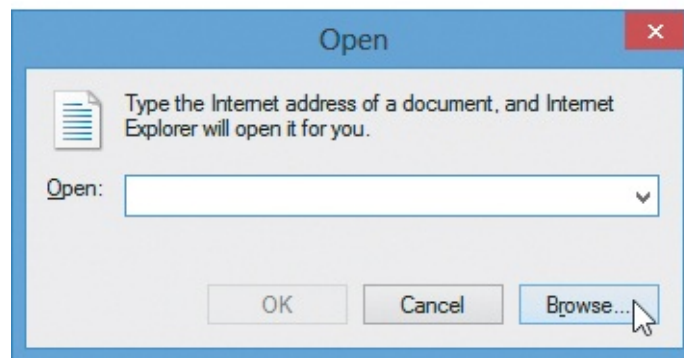 Open
Type the Internet address of a document, and Internet
Explorer will open it for you.
Open:
OK Cancel Browse...